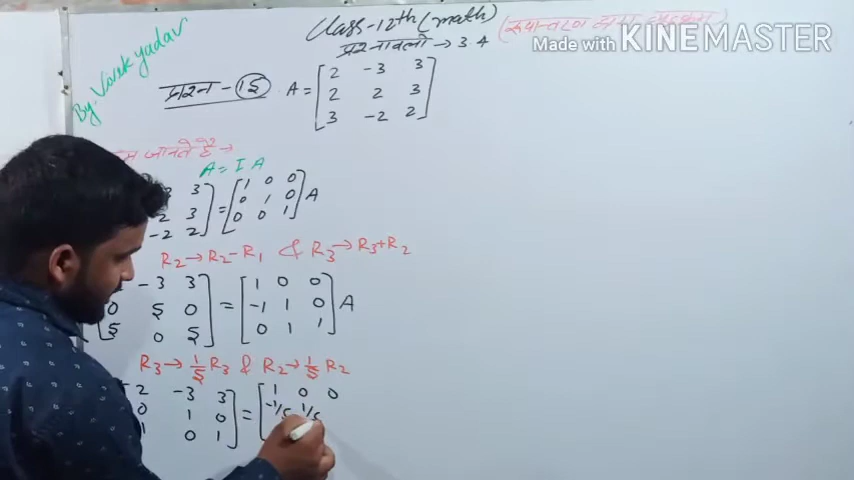 Class-12th (math)
प्रश्नावली → 3.4
Made with KINEMASTER
By. Vivek yadav
प्रश्न - 15 A = [2 -3 3
2 2 3
3 -2 2]
हम जानते है →
A = I A
3 [1 0 0
3 = 0 1 0 A
-2 2 0 0 1]
R₂ → R₂ - R₁ & R₃ → R₃ + R₂
-3 3 [1 0 0
0 5 0 = -1 1 0 A
5 0 5] 0 1 1]
R₃ → 1/5 R₃ & R₂ → 1/5 R₂
2 -3 3 [1 0 0
0 1 0 = -1/5 1/5
1 0 1]